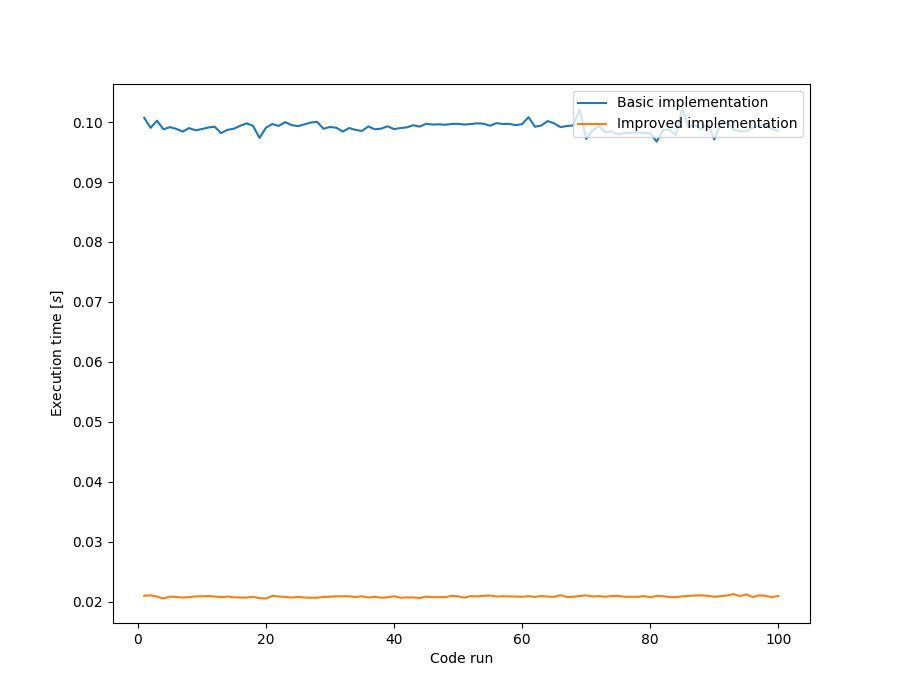 Basic implementation
Improved implementation
0.10
0.09
0.08
0.07
0.06
0.05
0.04
0.03
0.02
Execution time [s]
0 20 40 60 80 100
Code run